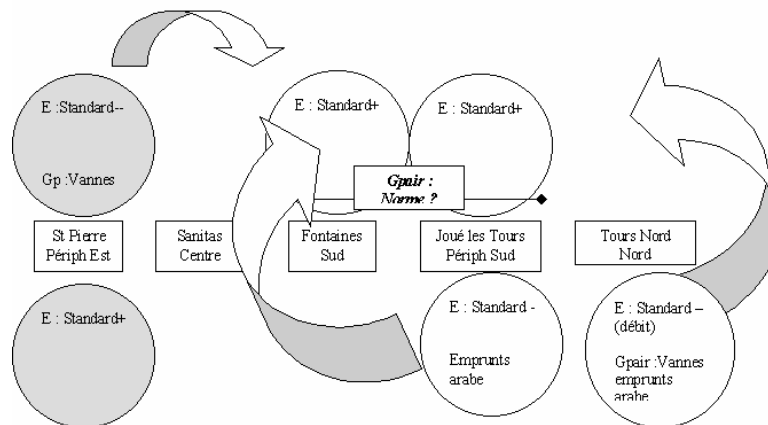 E :Standard--
Gp :Vannes
E : Standard+
E : Standard+
Gpair :
Norme ?
St Pierre
Périph Est
Sanitas
Centre
Fontaines
Sud
Joué les Tours
Périph Sud
Tours Nord
Nord
E : Standard+
E : Standard -
Emprunts
arabe
E : Standard –
(débit)
Gpair :Vannes
emprunts
arabe